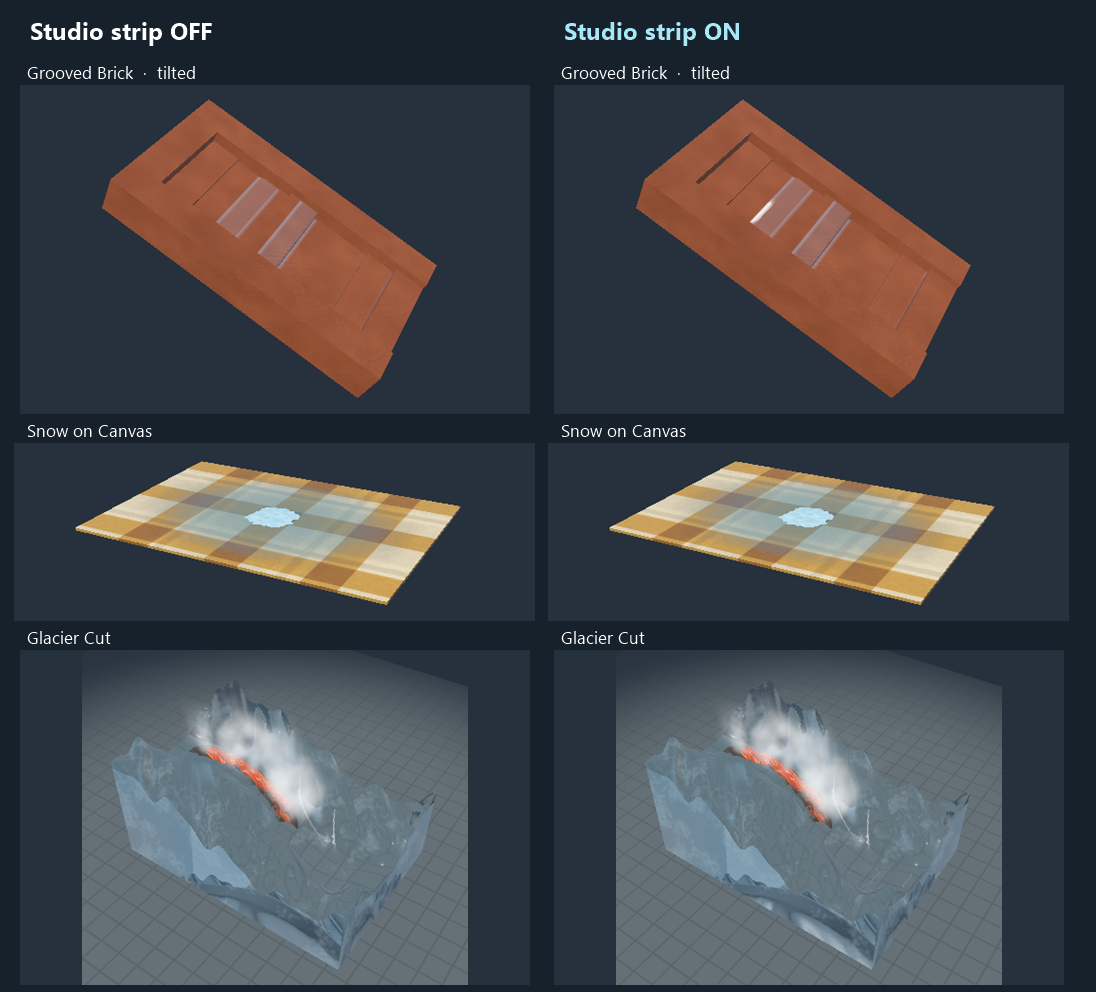 Studio strip OFF
Studio strip ON
Grooved Brick · tilted
Grooved Brick · tilted
Snow on Canvas
Snow on Canvas
Glacier Cut
Glacier Cut